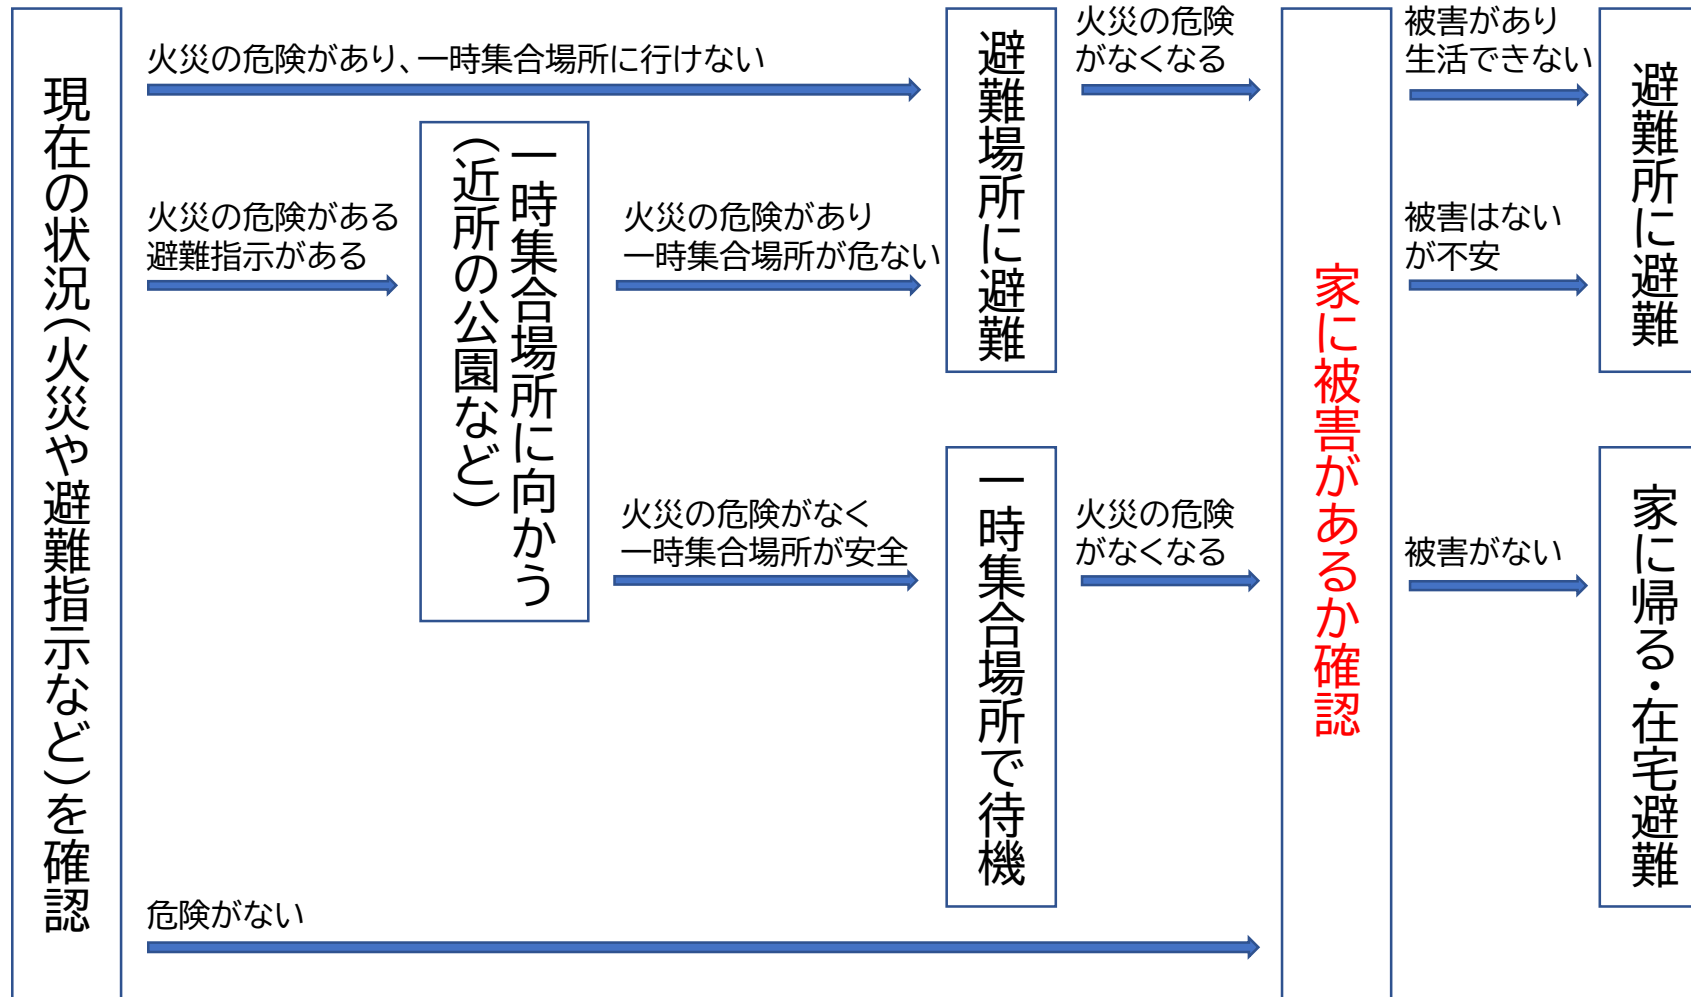 現在の状況(火災や避難指示など)を確認
火災の危険があり、一時集合場所に行けない
火災の危険がある
避難指示がある
一時集合場所に向かう
(近所の公園など)
火災の危険があり
一時集合場所が危ない
火災の危険がなく
一時集合場所が安全
危険がない
避難場所に避難
一時集合場所で待機
火災の危険
がなくなる
火災の危険
がなくなる
家に被害があるか確認
被害があり
生活できない
被害はない
が不安
被害がない
避難所に避難
家に帰る・在宅避難